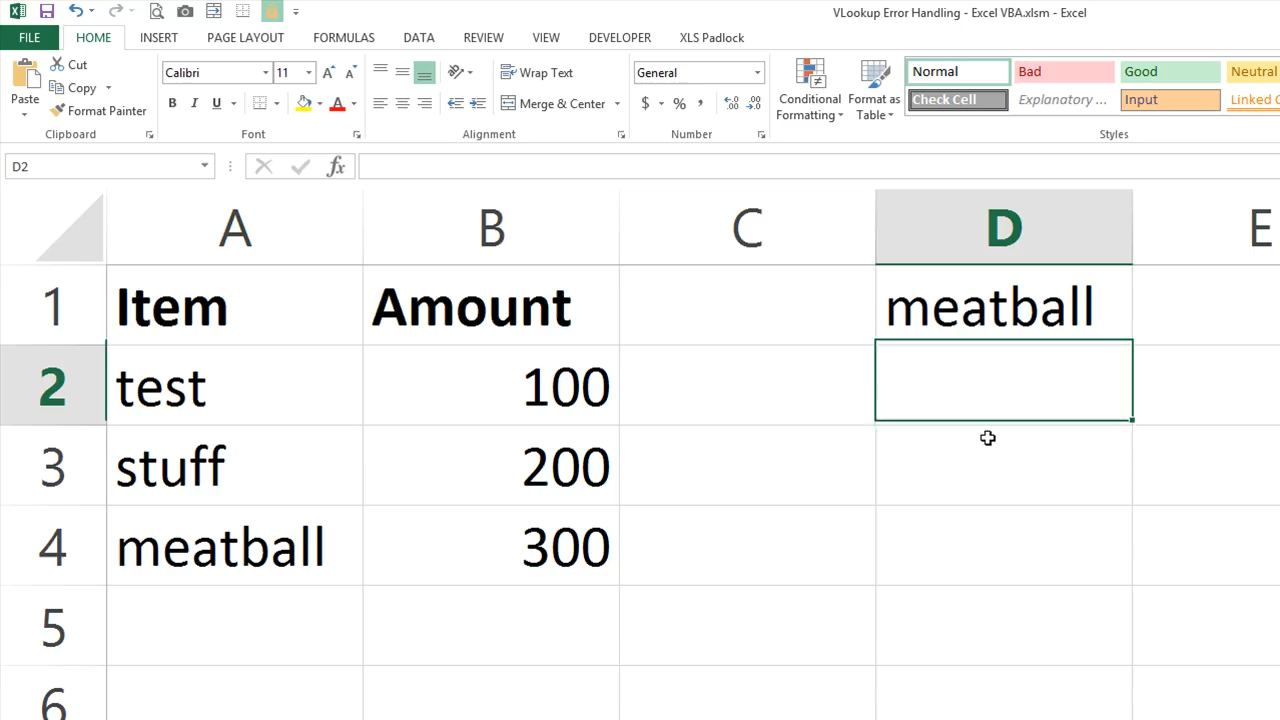 VLookup Error Handling - Excel VBA.xlsm - Excel
FILE HOME INSERT PAGE LAYOUT FORMULAS DATA REVIEW VIEW DEVELOPER XLS Padlock
Paste
Cut
Copy
Format Painter
Clipboard
Calibri 11
B I U
Font
Wrap Text
Merge & Center
Alignment
General
$ % ,
Number
Conditional
Formatting
Format as
Table
Normal Bad Good Neutral
Check Cell Explanatory ... Input Linked C
Styles
D2
fx
A B C D E
1 Item Amount meatball
2 test 100
3 stuff 200
4 meatball 300
5
6